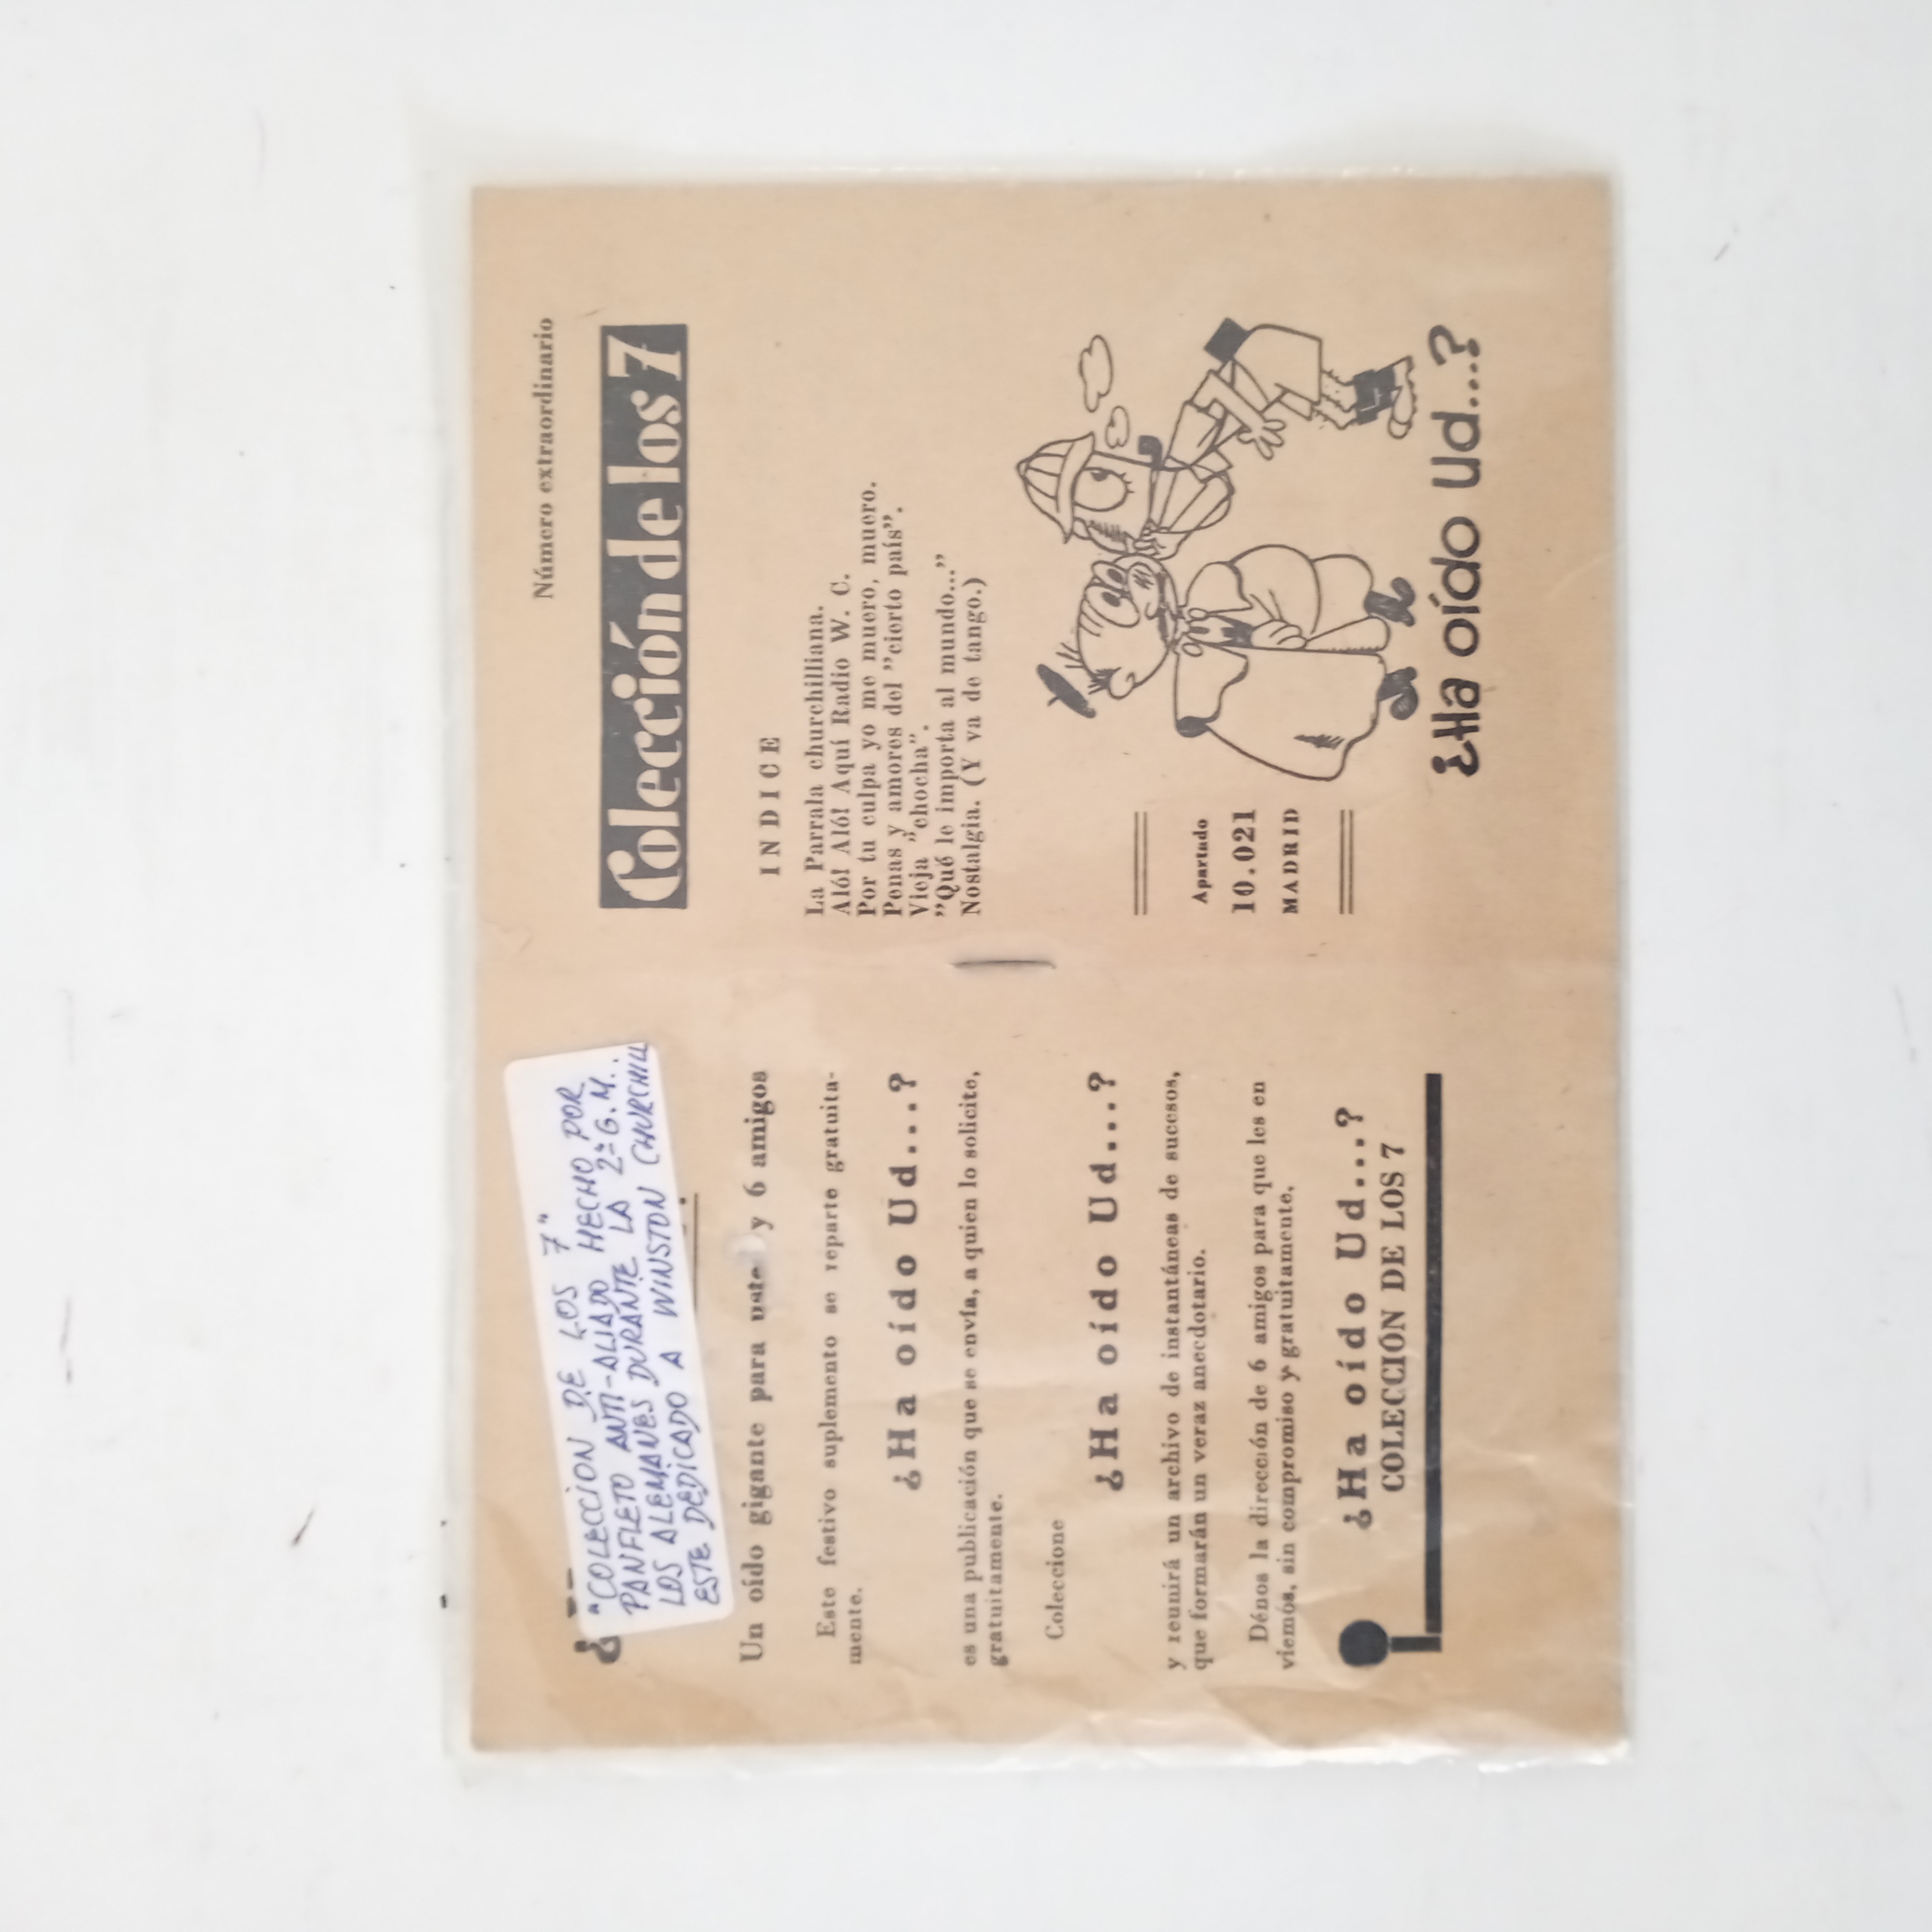 Número extraordinario
Colección de los 7
INDICE
La Parrala churchilliana.
Aló! Aló! Aquí Radio W. C.
Por tu culpa yo me muero, muero.
Penas y amores del "cierto país".
Vieja "chocha".
"Qué le importa al mundo..."
Nostalgia. (Y va de tango.)
Apartado
10.021
MADRID
¿Ha oído Ud...?
"COLECCION DE LOS 7"
PANFLETO ANTI-ALIADO HECHO POR
LOS ALEMANES DURANTE LA 2ª G.M..
ESTE DEDICADO A WINSTON CHURCHILL
¿
Un oído gigante para y 6 amigos
Este festivo suplemento se reparte gratuita-
mente.
¿Ha oído Ud...?
es una publicación que se envía, a quien lo solicite,
gratuitamente.
Coleccione
¿Ha oído Ud...?
y reunirá un archivo de instantáneas de sucesos,
que formarán un veraz anecdotario.
Dénos la dirección de 6 amigos para que les en
viemos, sin compromiso y gratuitamente.
¿Ha oído Ud...?
COLECCIÓN DE LOS 7